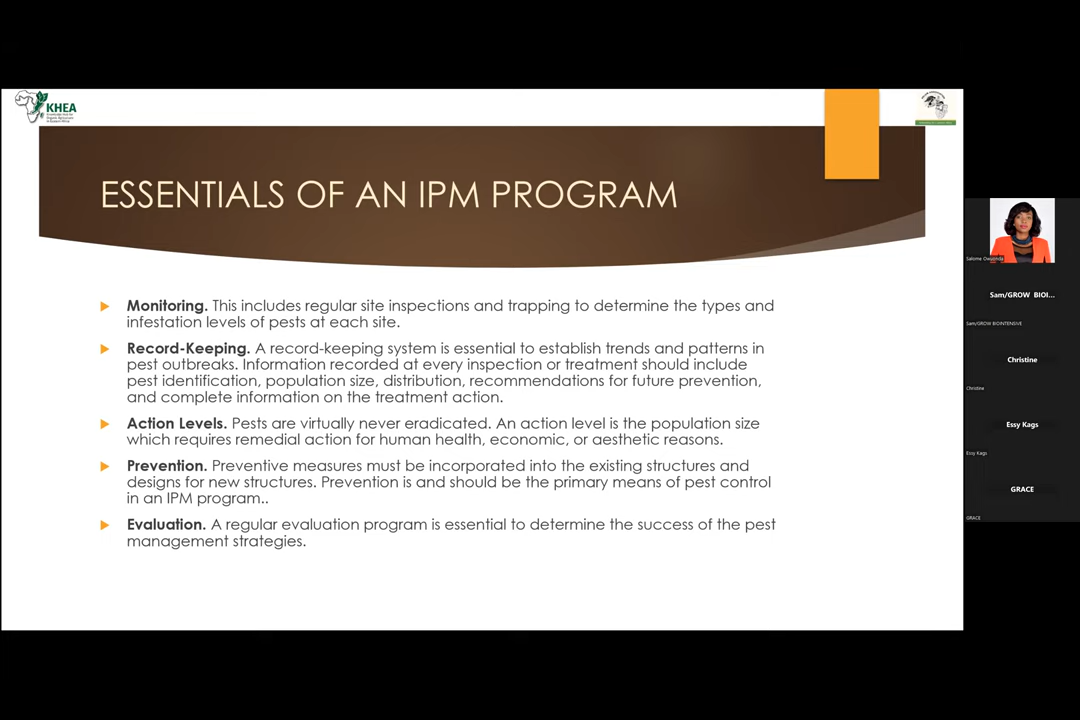 KHEA
ESSENTIALS OF AN IPM PROGRAM
Monitoring. This includes regular site inspections and trapping to determine the types and
infestation levels of pests at each site.
Record-Keeping. A record-keeping system is essential to establish trends and patterns in
pest outbreaks. Information recorded at every inspection or treatment should include
pest identification, population size, distribution, recommendations for future prevention,
and complete information on the treatment action.
Action Levels. Pests are virtually never eradicated. An action level is the population size
which requires remedial action for human health, economic, or aesthetic reasons.
Prevention. Preventive measures must be incorporated into the existing structures and
designs for new structures. Prevention is and should be the primary means of pest control
in an IPM program..
Evaluation. A regular evaluation program is essential to determine the success of the pest
management strategies.
Salome
Sam/GROW BIOI...
Sam/GROW BIOINTENSIVE
Christine
Christine
Essy Kags
Essy Kags
GRACE
GRACE